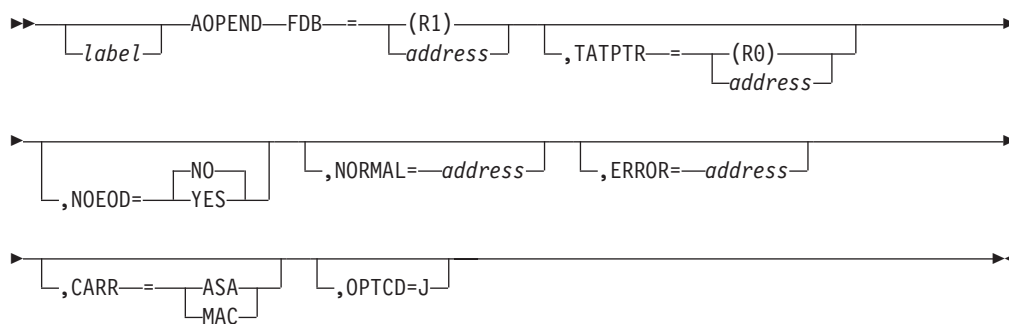 AOPEND FDB = (R1)
label address ,TATPTR = (R0)
address
NO ,NORMAL= address ,ERROR= address
,NOEOD= YES
,CARR = ASA ,OPTCD=J
MAC